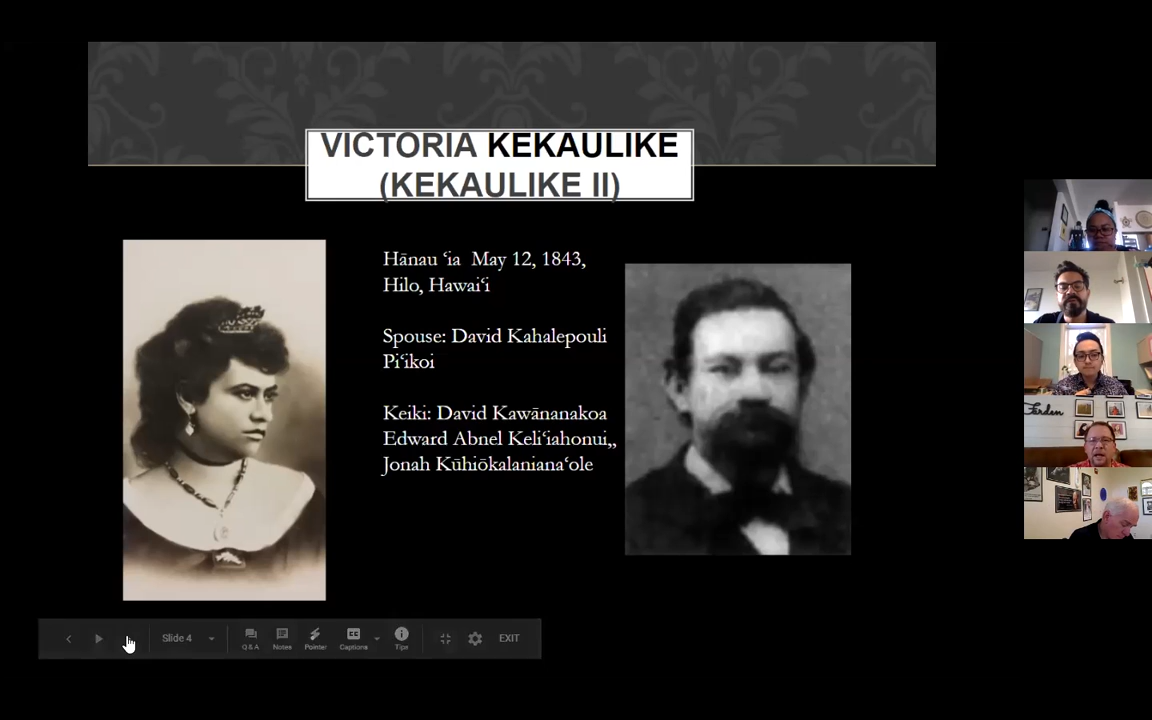 VICTORIA KEKAULIKE
(KEKAULIKE II)
Hānau ʻia May 12, 1843,
Hilo, Hawaiʻi
Spouse: David Kahalepouli
Piʻikoi
Keiki: David Kawānanakoa
Edward Abnel Keliʻiahonui,,
Jonah Kūhiōkalanianaʻole
Slide 4
Q & A
Notes
Pointer
CC
Captions
Tips
EXIT